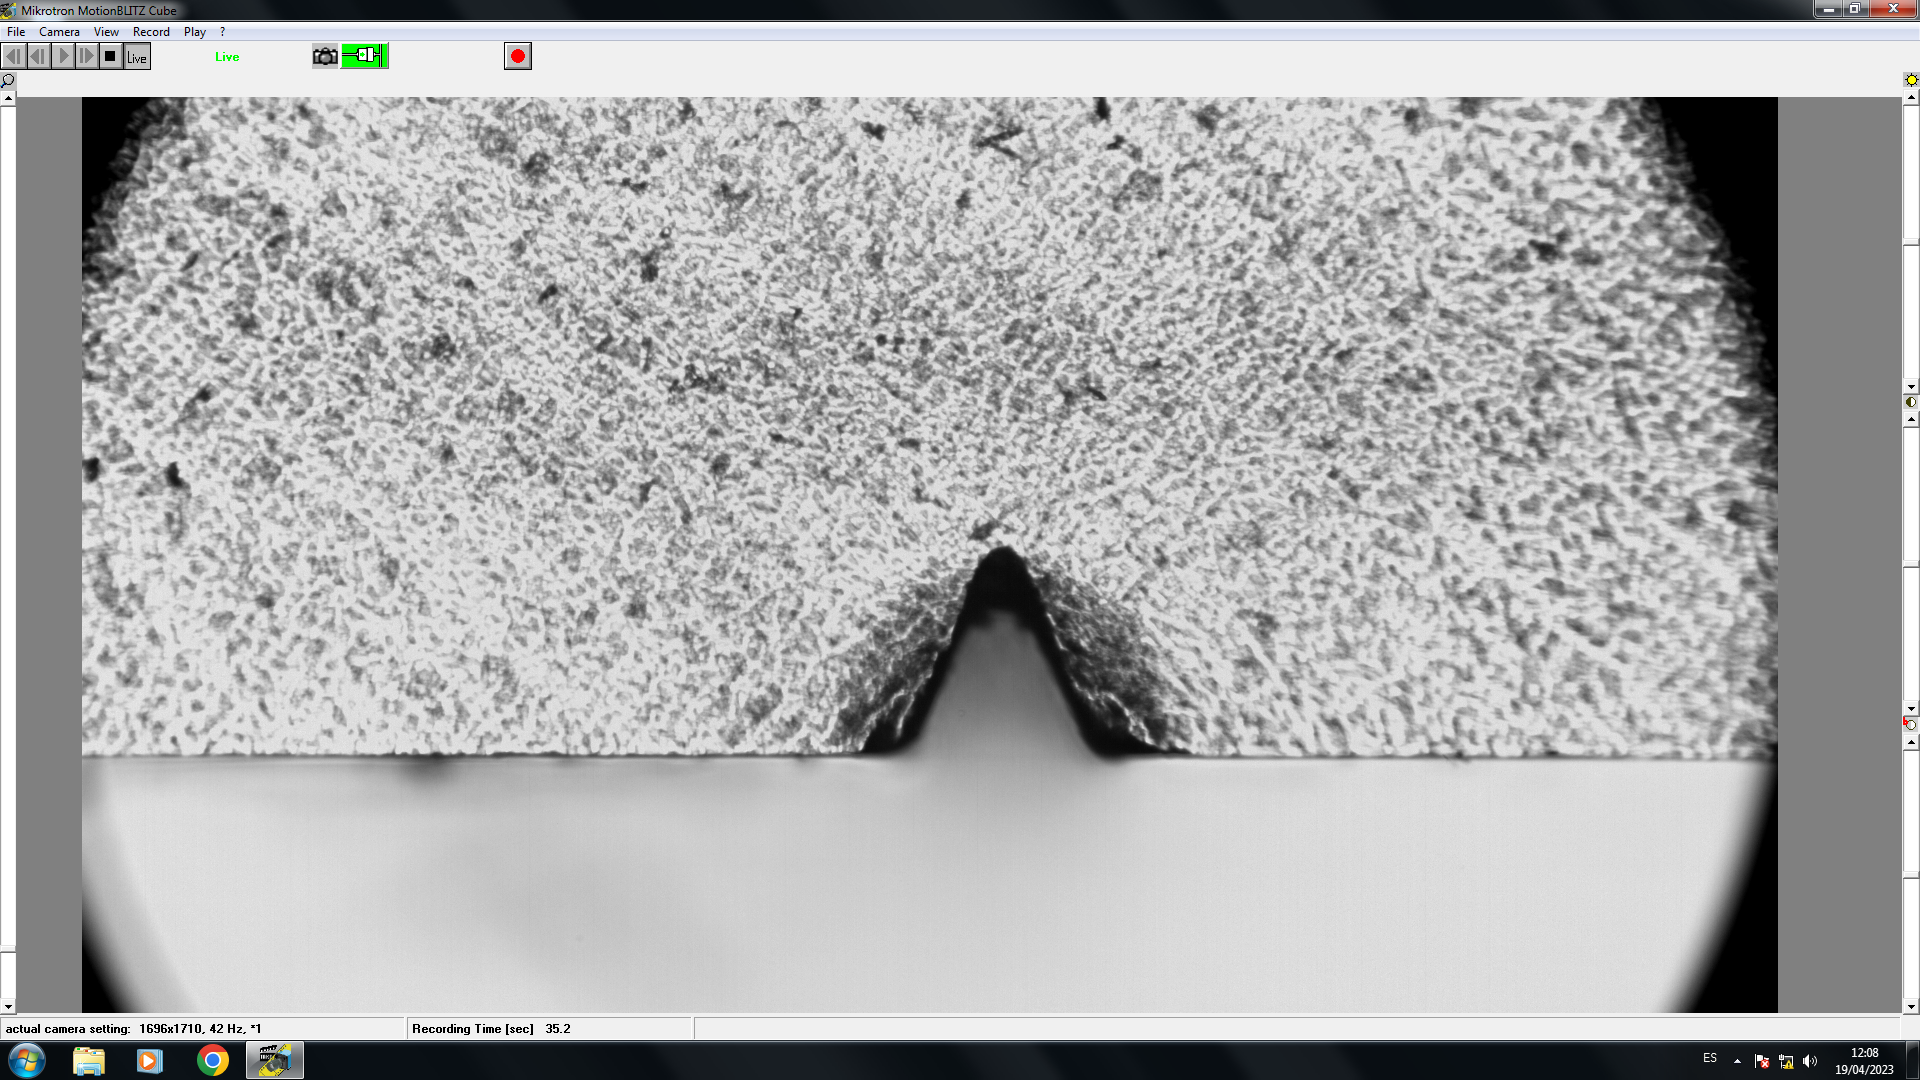 Mikrotron MotionBLITZ Cube
File Camera View Record Play ?
Live Live
actual camera setting: 1696x1710, 42 Hz, *1 Recording Time [sec] 35.2
ES
12:08
19/04/2023